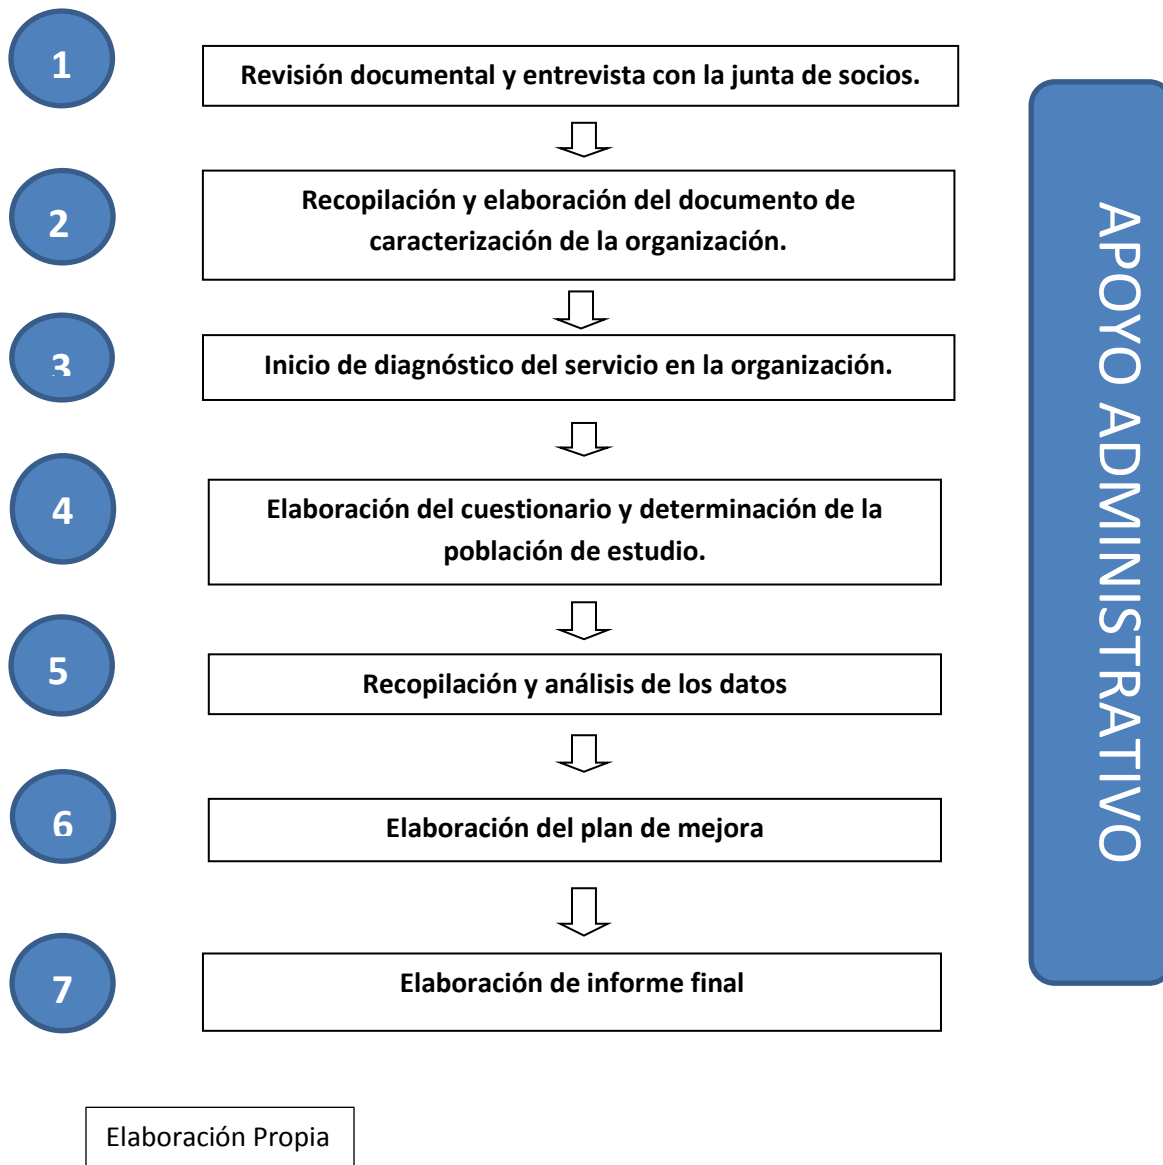 1
Revisión documental y entrevista con la junta de socios.
2
Recopilación y elaboración del documento de
caracterización de la organización.
3
Inicio de diagnóstico del servicio en la organización.
4
Elaboración del cuestionario y determinación de la
población de estudio.
5
Recopilación y análisis de los datos
6
Elaboración del plan de mejora
7
Elaboración de informe final
APOYO ADMINISTRATIVO
Elaboración Propia